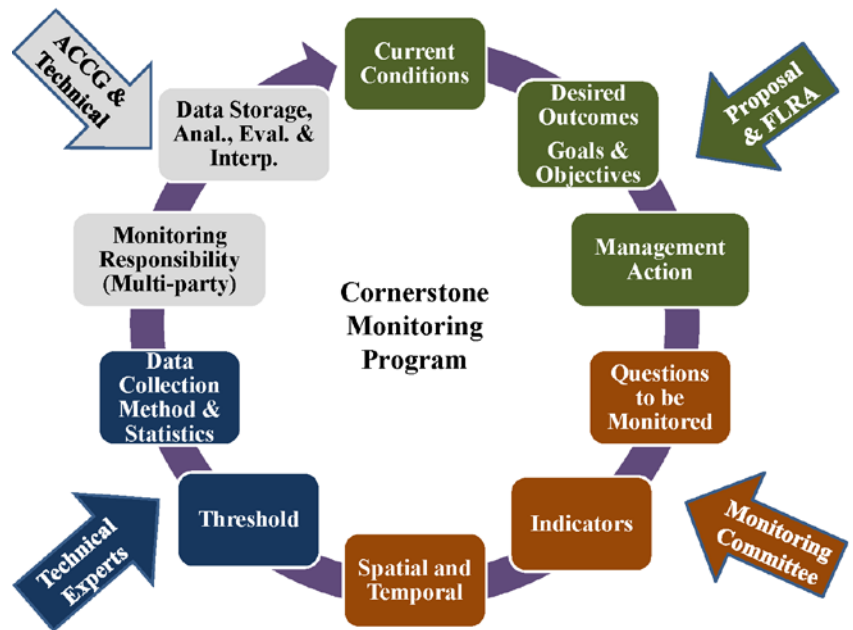 ACCG &
Technical
Current
Conditions
Desired
Outcomes
Goals &
Objectives
Proposal
& FLRA
Data Storage,
Anal., Eval. &
Interp.
Monitoring
Responsibility
(Multi-party)
Management
Action
Cornerstone
Monitoring
Program
Data
Collection
Method &
Statistics
Questions
to be
Monitored
Threshold
Indicators
Spatial and
Temporal
Technical
Experts
Monitoring
Committee